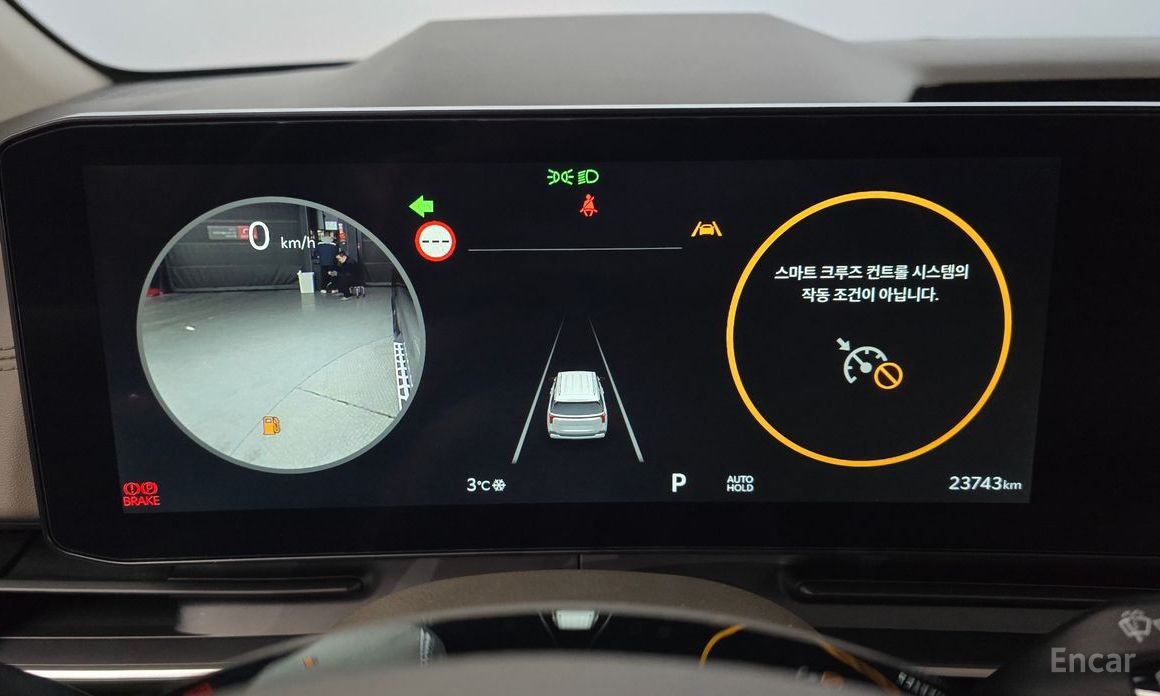 0 km/h
---
스마트 크루즈 컨트롤 시스템의
작동 조건이 아닙니다.
BRAKE
3°C
P
AUTO
HOLD
23743km
Encar